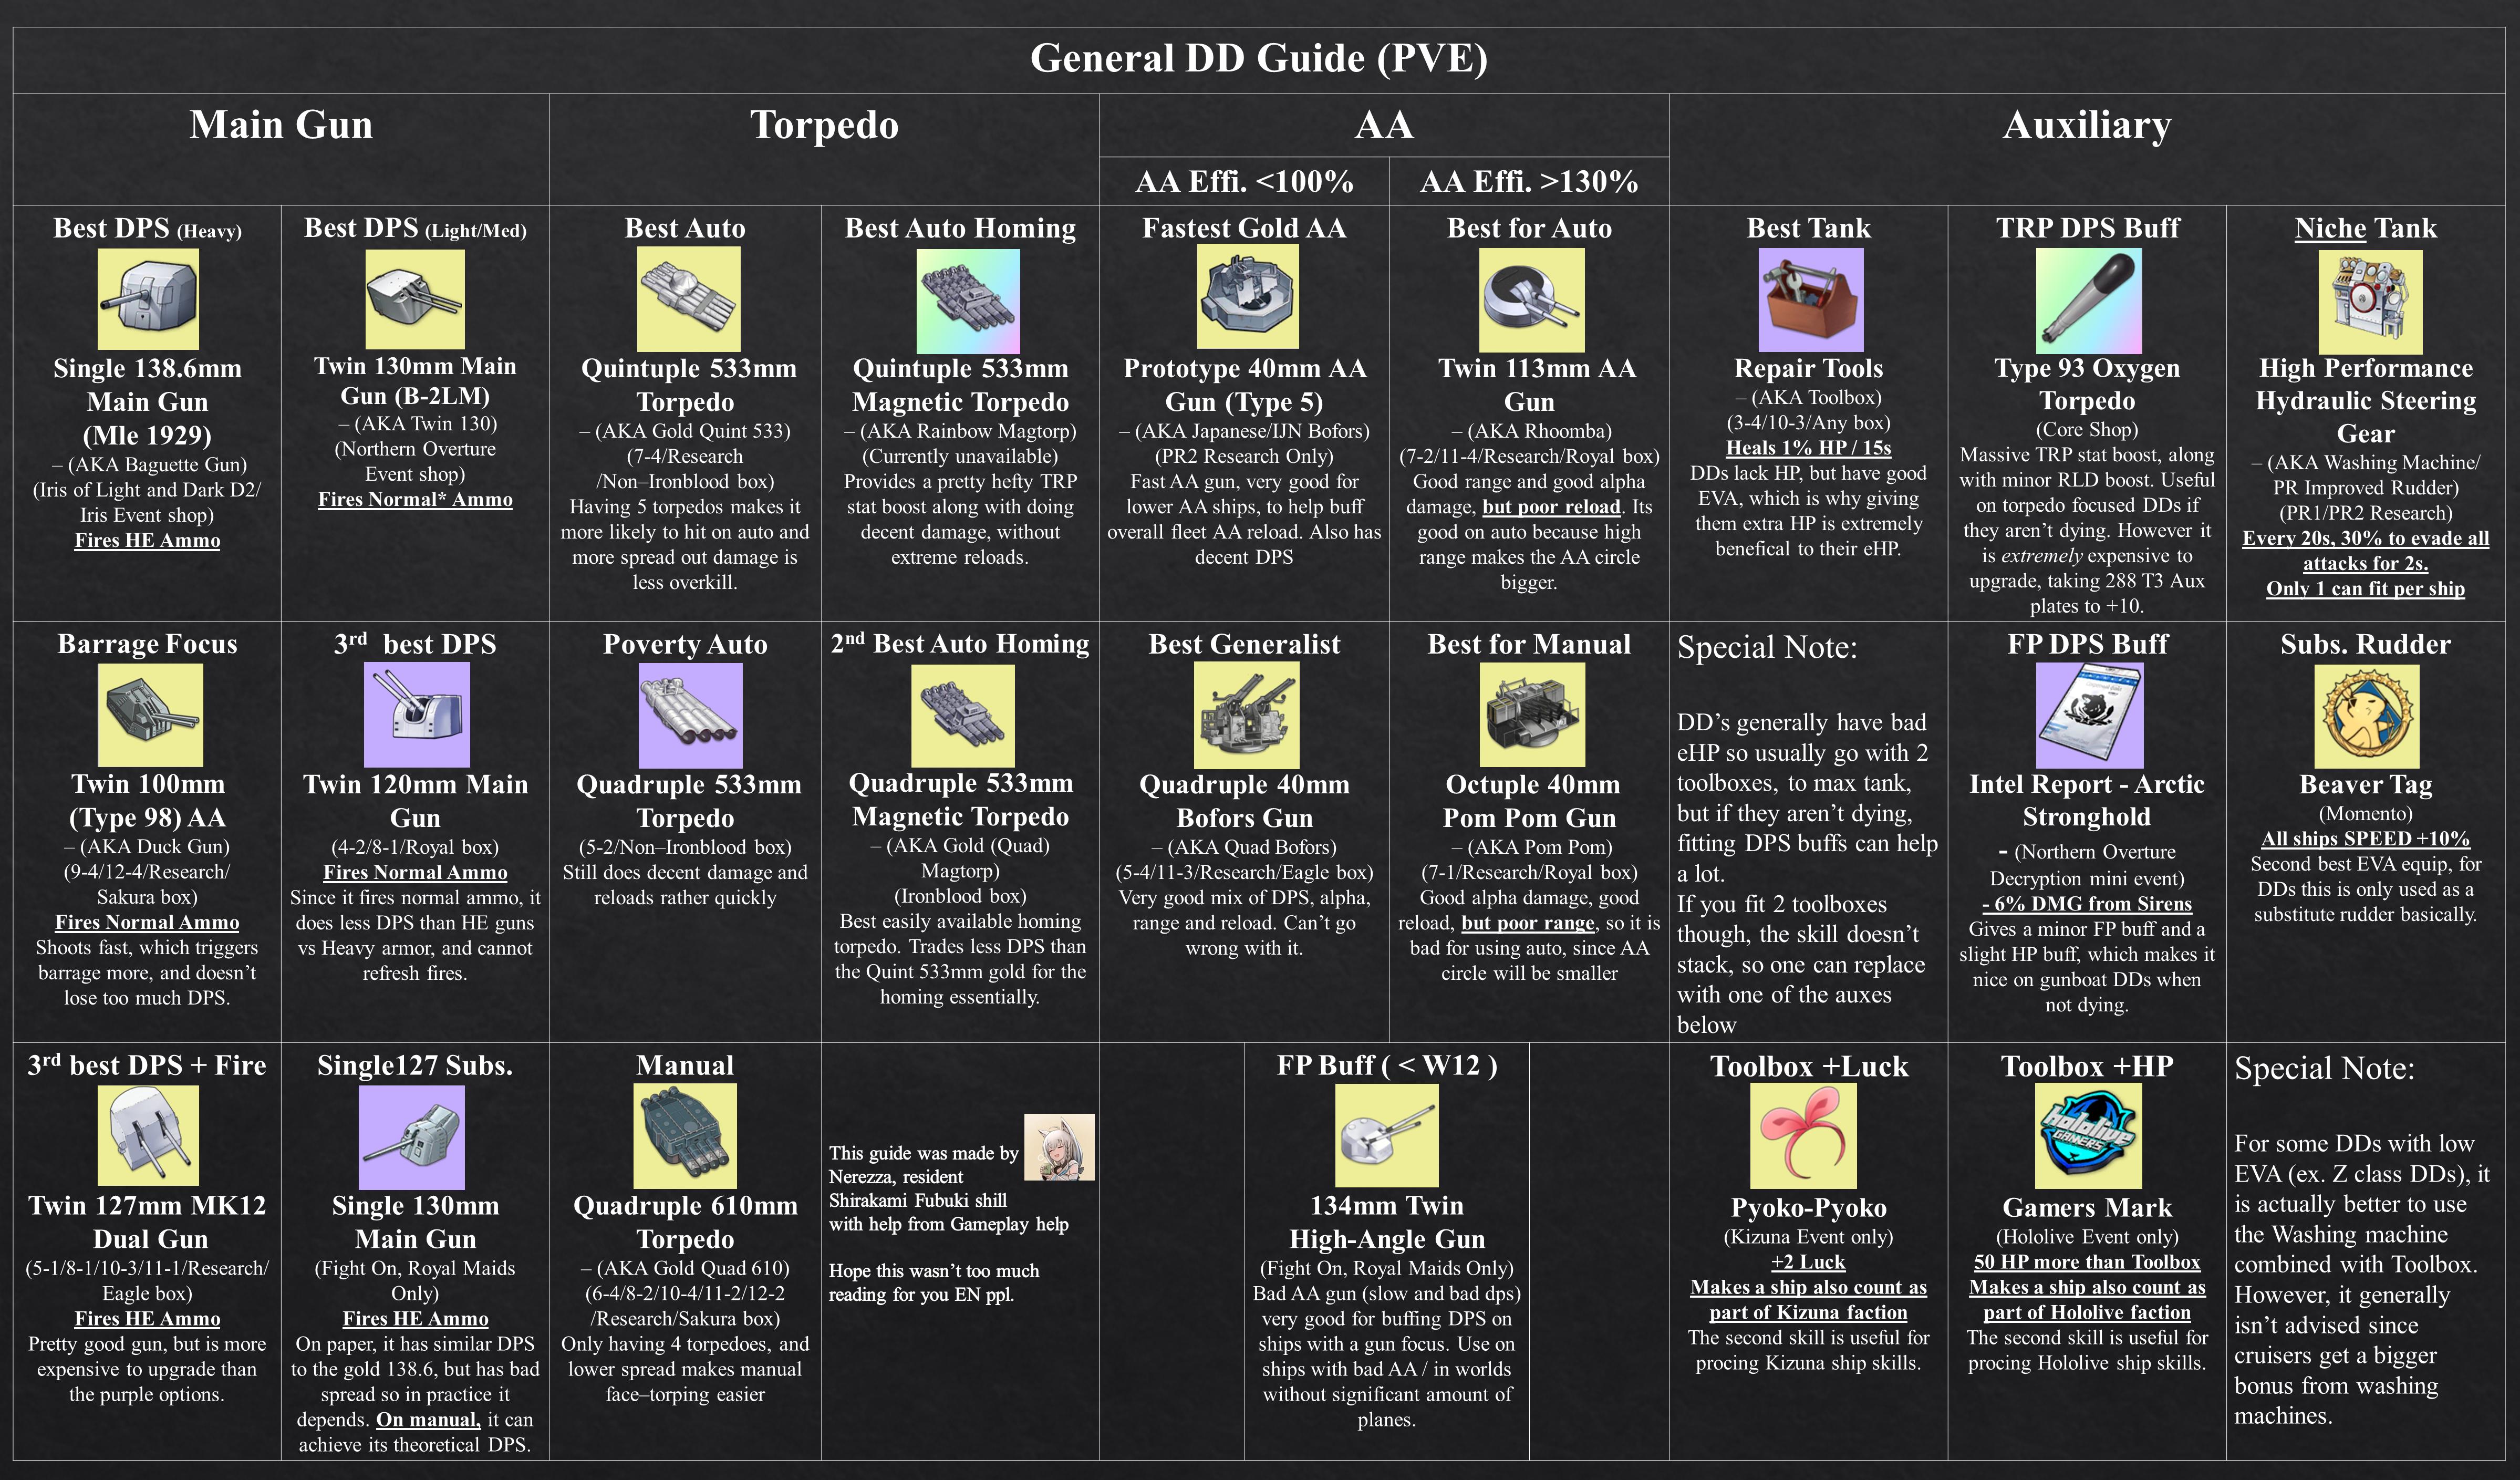 General DD Guide (PVE)
Main Gun
Torpedo
AA
Auxiliary
AA Effi. <100%
AA Effi. >130%
Best DPS (Heavy)
Single 138.6mm
Main Gun
(Mle 1929)
– (AKA Baguette Gun)
(Iris of Light and Dark D2/
Iris Event shop)
Fires HE Ammo
Best DPS (Light/Med)
Twin 130mm Main
Gun (B-2LM)
– (AKA Twin 130)
(Northern Overture
Event shop)
Fires Normal* Ammo
Best Auto
Quintuple 533mm
Torpedo
– (AKA Gold Quint 533)
(7-4/Research
/Non–Ironblood box)
Having 5 torpedos makes it
more likely to hit on auto and
more spread out damage is
less overkill.
Best Auto Homing
Quintuple 533mm
Magnetic Torpedo
– (AKA Rainbow Magtorp)
(Currently unavailable)
Provides a pretty hefty TRP
stat boost along with doing
decent damage, without
extreme reloads.
Fastest Gold AA
Prototype 40mm AA
Gun (Type 5)
– (AKA Japanese/IJN Bofors)
(PR2 Research Only)
Fast AA gun, very good for
lower AA ships, to help buff
overall fleet AA reload. Also has
decent DPS
Best for Auto
Twin 113mm AA
Gun
– (AKA Rhoomba)
(7-2/11-4/Research/Royal box)
Good range and good alpha
damage, but poor reload. Its
good on auto because high
range makes the AA circle
bigger.
Best Tank
Repair Tools
– (AKA Toolbox)
(3-4/10-3/Any box)
Heals 1% HP / 15s
DDs lack HP, but have good
EVA, which is why giving
them extra HP is extremely
benefical to their eHP.
TRP DPS Buff
Type 93 Oxygen
Torpedo
(Core Shop)
Massive TRP stat boost, along
with minor RLD boost. Useful
on torpedo focused DDs if
they aren't dying. However it
is extremely expensive to
upgrade, taking 288 T3 Aux
plates to +10.
Niche Tank
High Performance
Hydraulic Steering
Gear
– (AKA Washing Machine/
PR Improved Rudder)
(PR1/PR2 Research)
Every 20s, 30% to evade all
attacks for 2s.
Only 1 can fit per ship
Barrage Focus
Twin 100mm
(Type 98) AA
– (AKA Duck Gun)
(9-4/12-4/Research/
Sakura box)
Fires Normal Ammo
Shoots fast, which triggers
barrage more, and doesn't
lose too much DPS.
3rd best DPS
Twin 120mm Main
Gun
(4-2/8-1/Royal box)
Fires Normal Ammo
Since it fires normal ammo, it
does less DPS than HE guns
vs Heavy armor, and cannot
refresh fires.
Poverty Auto
Quadruple 533mm
Torpedo
(5-2/Non–Ironblood box)
Still does decent damage and
reloads rather quickly
2nd Best Auto Homing
Quadruple 533mm
Magnetic Torpedo
– (AKA Gold (Quad)
Magtorp)
(Ironblood box)
Best easily available homing
torpedo. Trades less DPS than
the Quint 533mm gold for the
homing essentially.
Best Generalist
Quadruple 40mm
Bofors Gun
– (AKA Quad Bofors)
(5-4/11-3/Research/Eagle box)
Very good mix of DPS, alpha,
range and reload. Can't go
wrong with it.
Best for Manual
Octuple 40mm
Pom Pom Gun
– (AKA Pom Pom)
(7-1/Research/Royal box)
Good alpha damage, good
reload, but poor range, so it is
bad for using auto, since AA
circle will be smaller
Special Note:
DD's generally have bad
eHP so usually go with 2
toolboxes, to max tank,
but if they aren't dying,
fitting DPS buffs can help
a lot.
If you fit 2 toolboxes
though, the skill doesn't
stack, so one can replace
with one of the auxes
below
FP DPS Buff
Intel Report - Arctic
Stronghold
- (Northern Overture
Decryption mini event)
- 6% DMG from Sirens
Gives a minor FP buff and a
slight HP buff, which makes it
nice on gunboat DDs when
not dying.
Subs. Rudder
Beaver Tag
(Momento)
All ships SPEED +10%
Second best EVA equip, for
DDs this is only used as a
substitute rudder basically.
3rd best DPS + Fire
Twin 127mm MK12
Dual Gun
(5-1/8-1/10-3/11-1/Research/
Eagle box)
Fires HE Ammo
Pretty good gun, but is more
expensive to upgrade than
the purple options.
Single127 Subs.
Single 130mm
Main Gun
(Fight On, Royal Maids
Only)
Fires HE Ammo
On paper, it has similar DPS
to the gold 138.6, but has bad
spread so in practice it
depends. On manual, it can
achieve its theoretical DPS.
Manual
Quadruple 610mm
Torpedo
– (AKA Gold Quad 610)
(6-4/8-2/10-4/11-2/12-2
/Research/Sakura box)
Only having 4 torpedoes, and
lower spread makes manual
face–torping easier
This guide was made by
Nerezza, resident
Shirakami Fubuki shill
with help from Gameplay help
Hope this wasn't too much
reading for you EN ppl.
FP Buff ( < W12 )
134mm Twin
High-Angle Gun
(Fight On, Royal Maids Only)
Bad AA gun (slow and bad dps)
very good for buffing DPS on
ships with a gun focus. Use on
ships with bad AA / in worlds
without significant amount of
planes.
Toolbox +Luck
Pyoko-Pyoko
(Kizuna Event only)
+2 Luck
Makes a ship also count as
part of Kizuna faction
The second skill is useful for
procing Kizuna ship skills.
Toolbox +HP
hololive
GAMERS
Gamers Mark
(Hololive Event only)
50 HP more than Toolbox
Makes a ship also count as
part of Hololive faction
The second skill is useful for
procing Hololive ship skills.
Special Note:
For some DDs with low
EVA (ex. Z class DDs), it
is actually better to use
the Washing machine
combined with Toolbox.
However, it generally
isn't advised since
cruisers get a bigger
bonus from washing
machines.